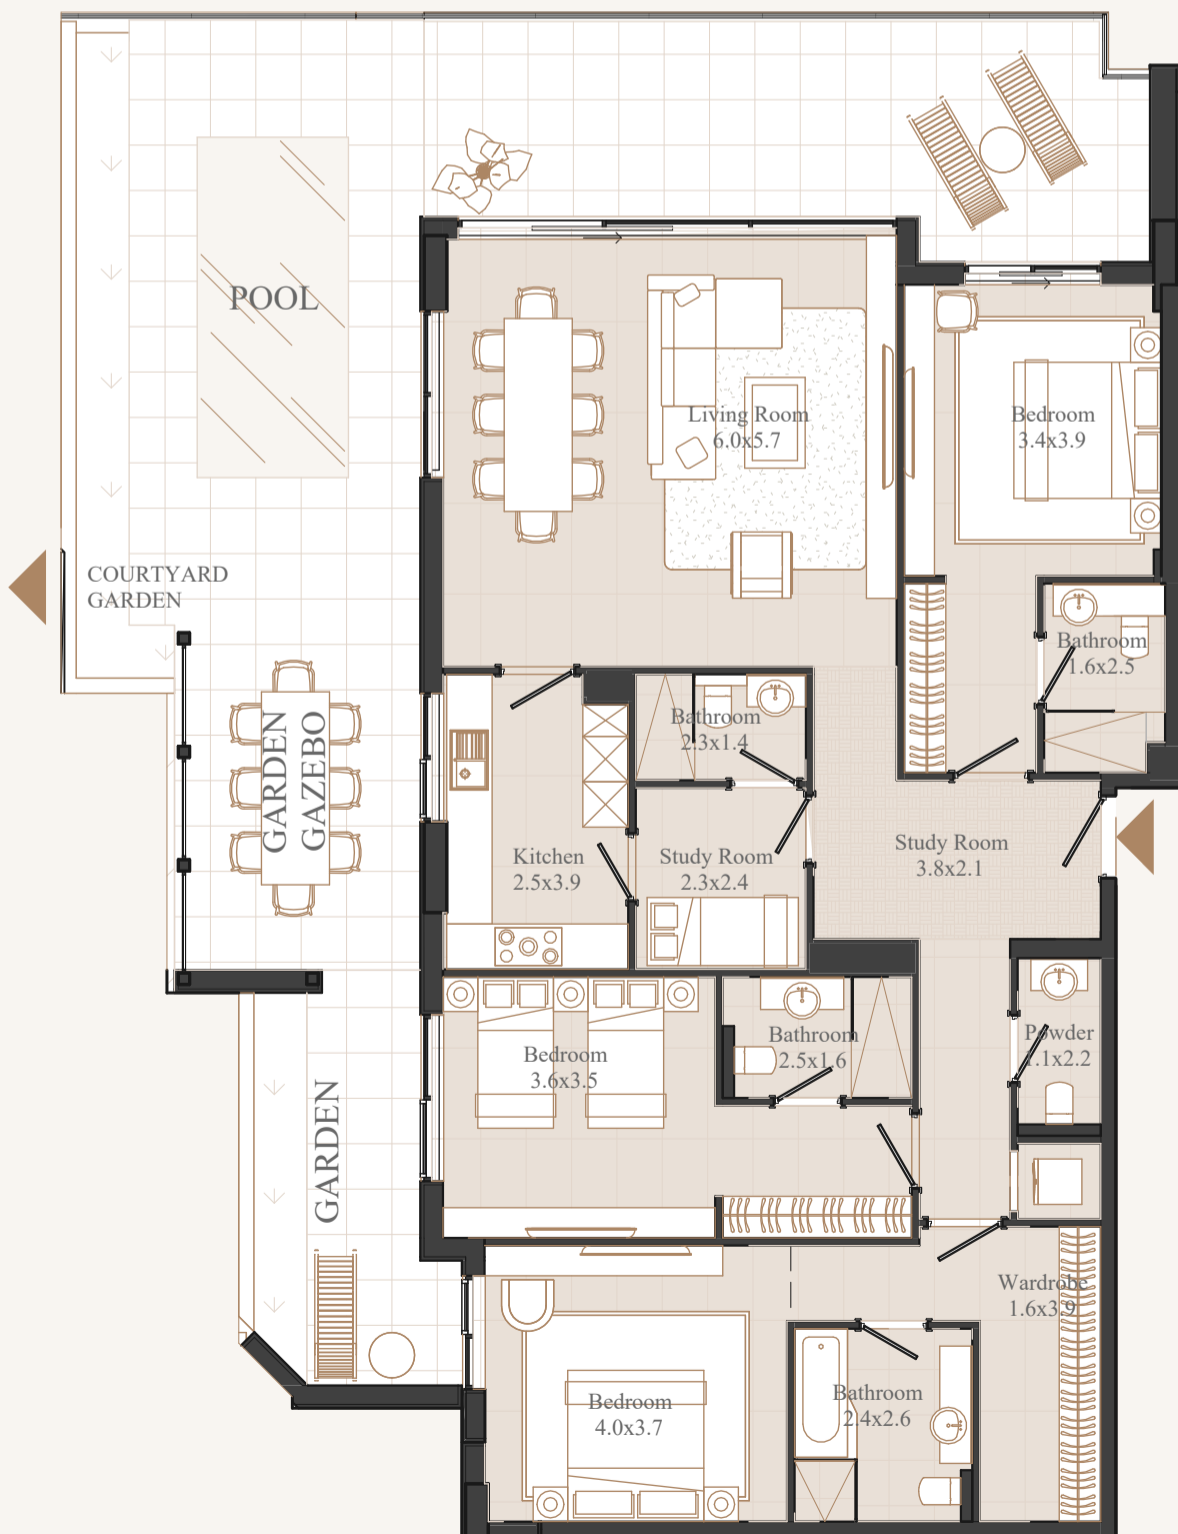 POOL
Living Room
6.0x5.7
Bedroom
3.4x3.9
COURTYARD
GARDEN
Bathroom
1.6x2.5
GARDEN
GAZEBO
Bathroom
2.3x1.4
Kitchen
2.5x3.9
Study Room
2.3x2.4
Study Room
3.8x2.1
Bedroom
3.6x3.5
Bathroom
2.5x1.6
Powder
1.1x2.2
GARDEN
Wardrobe
1.6x3.9
Bedroom
4.0x3.7
Bathroom
2.4x2.6